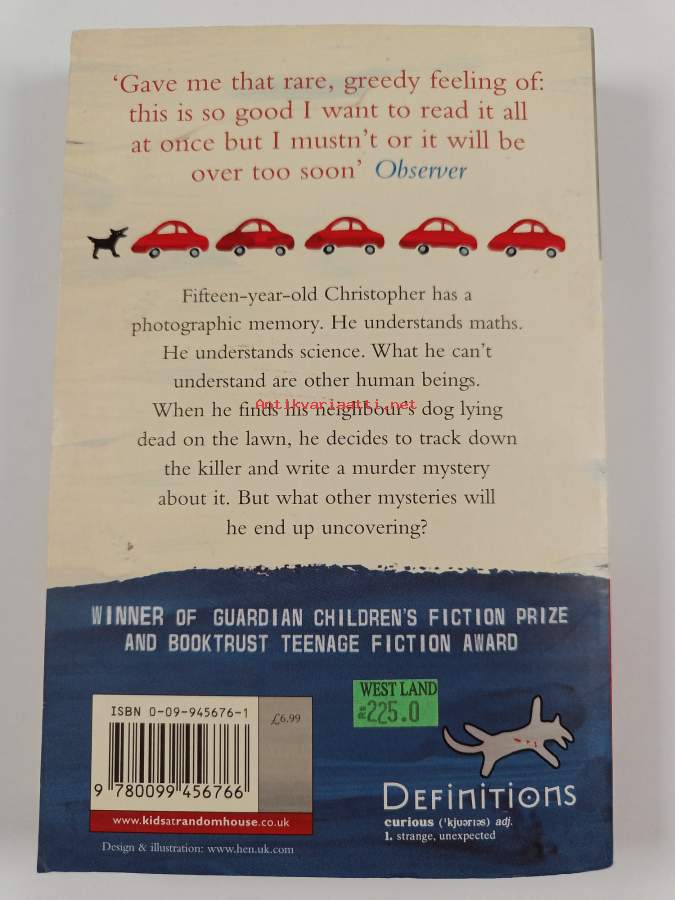 ‘Gave me that rare, greedy feeling of:
this is so good I want to read it all
at once but I mustn’t or it will be
over too soon’ Observer
Fifteen-year-old Christopher has a
photographic memory. He understands maths.
He understands science. What he can’t
understand are other human beings.
When he finds his neighbour’s dog lying
Antikvariaatti.net
dead on the lawn, he decides to track down
the killer and write a murder mystery
about it. But what other mysteries will
he end up uncovering?
WINNER OF GUARDIAN CHILDREN'S FICTION PRIZE
AND BOOKTRUST TEENAGE FICTION AWARD
ISBN 0-09-945676-1
£6.99
9 780099 456766
www.kidsatrandomhouse.co.uk
Design & illustration: www.hen.uk.com
WEST LAND
225.0
DEFINITIONS
curious (ˈkjʊərɪəs) adj.
1. strange, unexpected